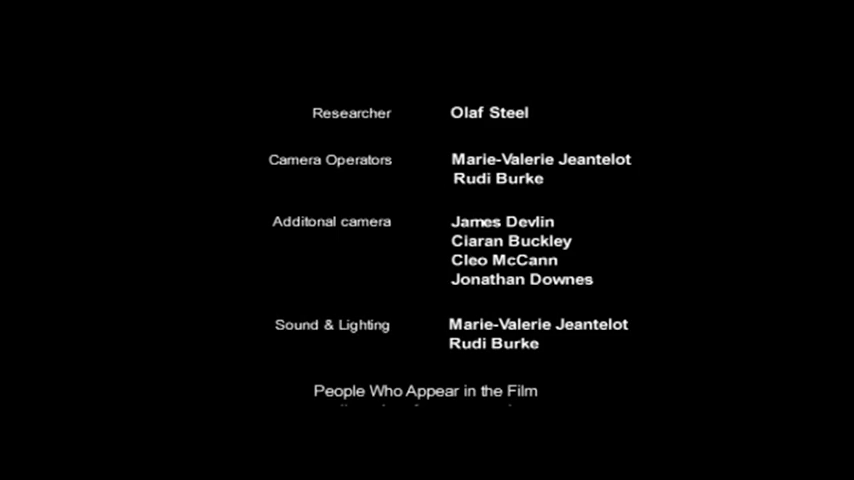 Researcher Olaf Steel
Camera Operators Marie-Valerie Jeantelot
Rudi Burke
Additonal camera James Devlin
Ciaran Buckley
Cleo McCann
Jonathan Downes
Sound & Lighting Marie-Valerie Jeantelot
Rudi Burke
People Who Appear in the Film